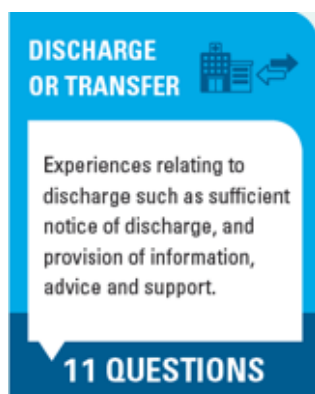 DISCHARGE
OR TRANSFER
Experiences relating to
discharge such as sufficient
notice of discharge, and
provision of information,
advice and support.
11 QUESTIONS